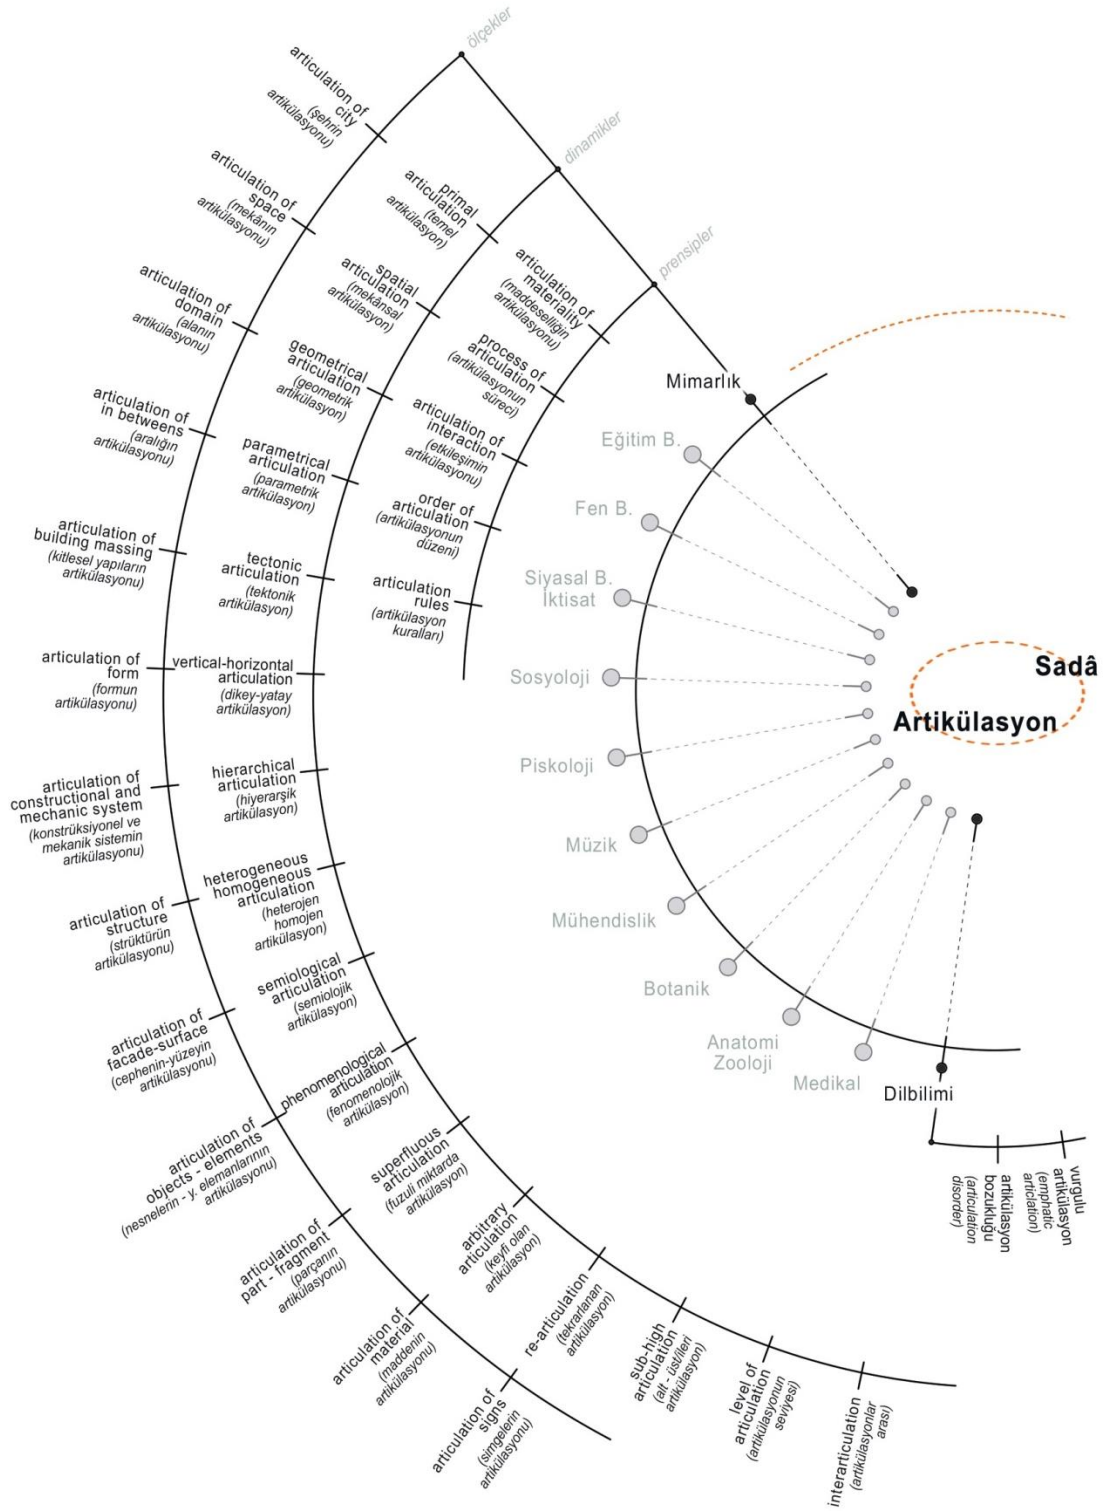 ölçekler
articulation of
city
(şehrin
artikülasyonu)
articulation of
space
(mekânın
artikülasyonu)
articulation of
domain
(alanın
artikülasyonu)
articulation of
in betweens
(aralığın
artikülasyonu)
articulation of
building massing
(kitlesel yapıların
artikülasyonu)
articulation of
form
(formun
artikülasyonu)
articulation of
constructional and
mechanic system
(konstrüksiyonel ve
mekanik sistemin
artikülasyonu)
articulation of
structure
(strüktürün
artikülasyonu)
articulation of
facade-surface
(cephenin-yüzeyin
artikülasyonu)
articulation of
objects - elements
(nesnelerin - y. elemanlarının
artikülasyonu)
articulation of
part - fragment
(parçanın
artikülasyonu)
articulation of
material
(maddenin
artikülasyonu)
articulation of
signs
(simgelerin
artikülasyonu)
dinamikler
primal
articulation
(temel
artikülasyon)
spatial
articulation
(mekânsal
artikülasyon)
geometrical
articulation
(geometrik
artikülasyon)
parametrical
articulation
(parametrik
artikülasyon)
tectonic
articulation
(tektonik
artikülasyon)
vertical-horizontal
articulation
(dikey-yatay
artikülasyon)
hierarchical
articulation
(hiyerarşik
artikülasyon)
heterogeneous
homogeneous
articulation
(heterojen
homojen
artikülasyon)
semiological
articulation
(semiolojik
artikülasyon)
phenomenological
articulation
(fenomenolojik
artikülasyon)
superfluous
articulation
(fuzuli miktarda
artikülasyon)
arbitrary
articulation
(keyfi olan
artikülasyon)
re-articulation
(tekrarlanan
artikülasyon)
sub-high
articulation
(alt - üst/ileri
artikülasyon)
level of
articulation
(artikülasyonun
seviyesi)
interarticulation
(artikülasyonlar
arası)
prensipler
articulation of
materiality
(maddeselliğin
artikülasyonu)
process of
articulation
(artikülasyonun
süreci)
articulation of
interaction
(etkileşimin
artikülasyonu)
order of
articulation
(artikülasyonun
düzeni)
articulation
rules
(artikülasyon
kuralları)
Mimarlık
Eğitim B.
Fen B.
Siyasal B.
İktisat
Sosyoloji
Piskoloji
Müzik
Mühendislik
Botanik
Anatomi
Zooloji
Medikal
Dilbilimi
artikülasyon
bozukluğu
(articulation
disorder)
vurgulu
artikülasyon
(emphatic
articlation)
Sadâ
Artikülasyon